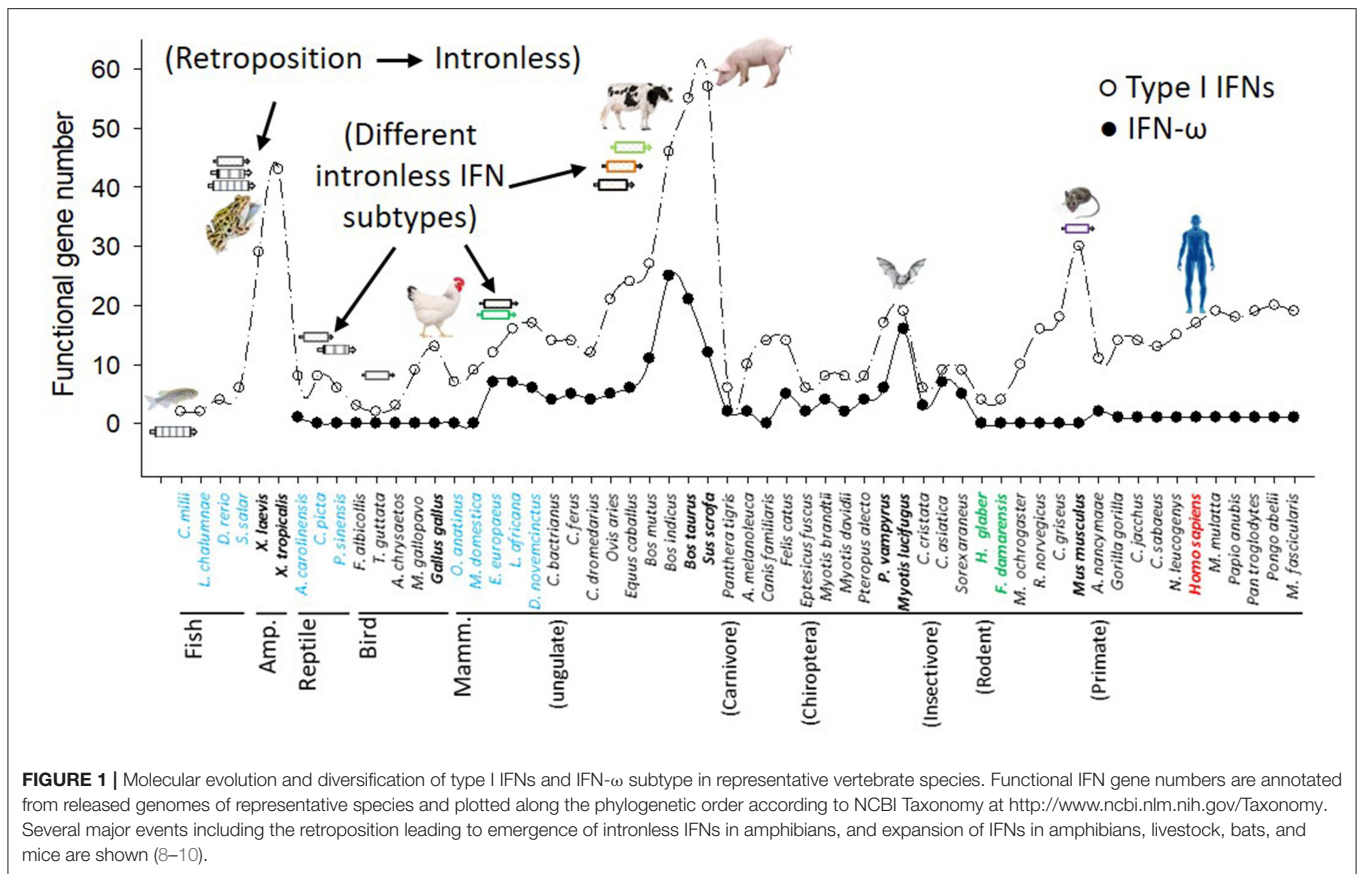 (Retroposition → Intronless)
(Different
intronless IFN
subtypes)
○ Type I IFNs
● IFN-ω
Functional gene number
60
50
40
30
20
10
0
C. milii
L. chalumnae
D. rerio
S. salar
X. laevis
X. tropicalis
A. carolinensis
C. picta
P. sinensis
F. albicollis
T. guttata
A. chrysaetos
M. gallopavo
Gallus gallus
O. anatinus
M. domestica
E. europaeus
L. africana
D. novemcinctus
C. bactrianus
C. ferus
C. dromedarius
Ovis aries
Equus caballus
Bos mutus
Bos indicus
Bos taurus
Sus scrofa
Panthera tigris
A. melanoleuca
Canis familiaris
Felis catus
Eptesicus fuscus
Myotis brandtii
Myotis davidii
Pteropus alecto
P. vampyrus
Myotis lucifugus
C. cristata
C. asiatica
Sorex araneus
H. glaber
F. damarensis
M. ochrogaster
R. norvegicus
C. griseus
Mus musculus
A. nancymaae
Gorilla gorilla
C. jacchus
C. sabaeus
N. leucogenys
Homo sapiens
M. mulatta
Papio anubis
Pan troglodytes
Pongo abelii
M. fascicularis
Fish
Amp.
Reptile
Bird
Mamm.
(ungulate)
(Carnivore)
(Chiroptera)
(Insectivore)
(Rodent)
(Primate)
FIGURE 1 | Molecular evolution and diversification of type I IFNs and IFN-ω subtype in representative vertebrate species. Functional IFN gene numbers are annotated
from released genomes of representative species and plotted along the phylogenetic order according to NCBI Taxonomy at http://www.ncbi.nlm.nih.gov/Taxonomy.
Several major events including the retroposition leading to emergence of intronless IFNs in amphibians, and expansion of IFNs in amphibians, livestock, bats, and
mice are shown (8–10).